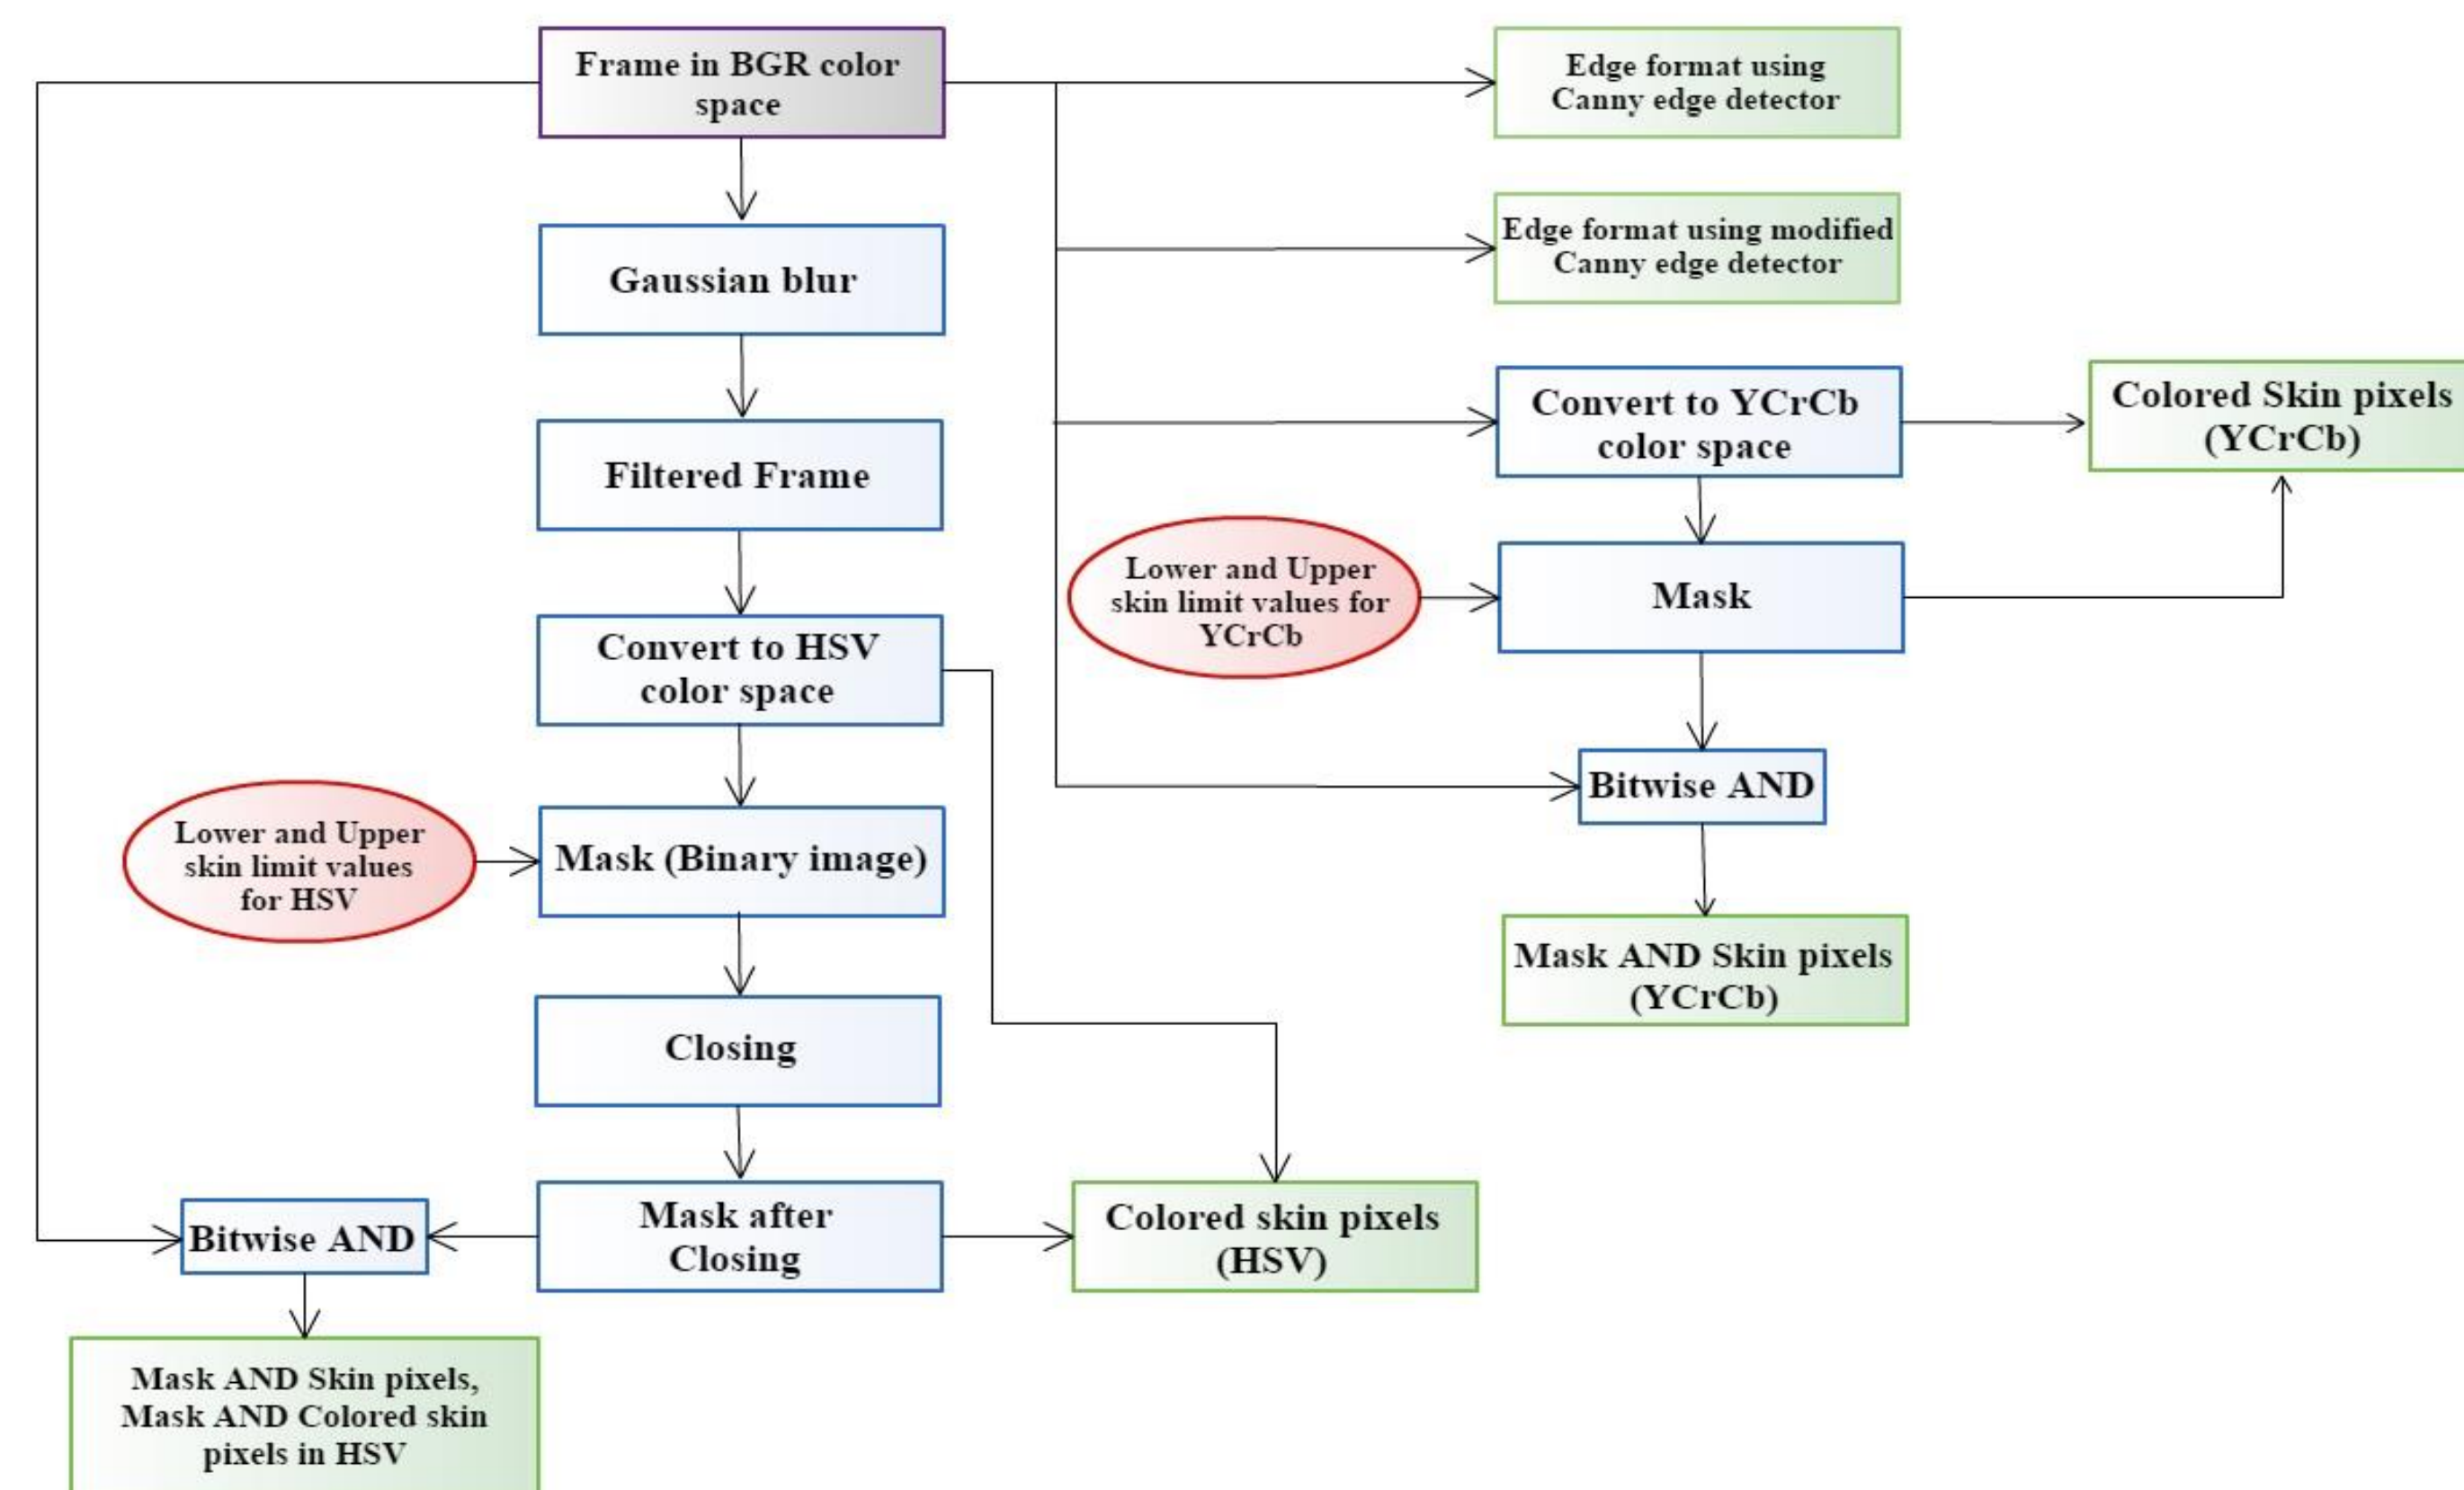 Frame in BGR color
space
Edge format using
Canny edge detector
Gaussian blur
Edge format using modified
Canny edge detector
Filtered Frame
Convert to YCrCb
color space
Colored Skin pixels
(YCrCb)
Convert to HSV
color space
Lower and Upper
skin limit values for
YCrCb
Mask
Lower and Upper
skin limit values
for HSV
Mask (Binary image)
Bitwise AND
Closing
Mask AND Skin pixels
(YCrCb)
Bitwise AND
Mask after
Closing
Colored skin pixels
(HSV)
Mask AND Skin pixels,
Mask AND Colored skin
pixels in HSV